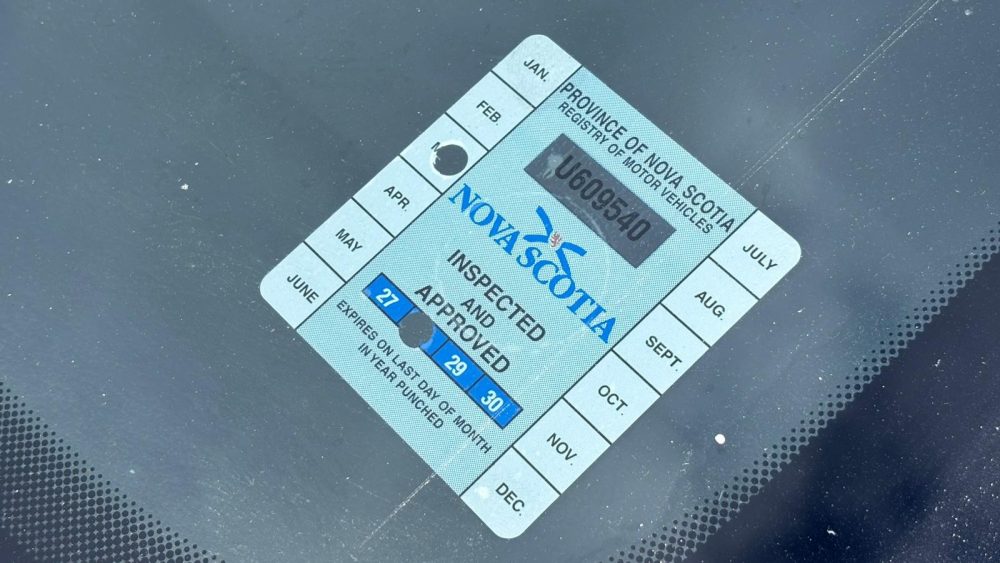 JAN.
FEB.
APR.
MAY
JUNE
PROVINCE OF NOVA SCOTIA
REGISTRY OF MOTOR VEHICLES
U609540
NOVA SCOTIA
INSPECTED
AND
APPROVED
27 29 30
EXPIRES ON LAST DAY OF MONTH
IN YEAR PUNCHED
JULY
AUG.
SEPT.
OCT.
NOV.
DEC.